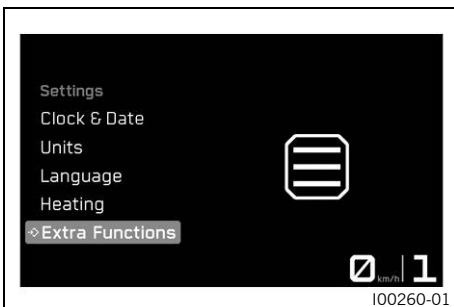 Settings
Clock & Date
Units
Language
Heating
Extra Functions
0 km/h 1
I00260-01